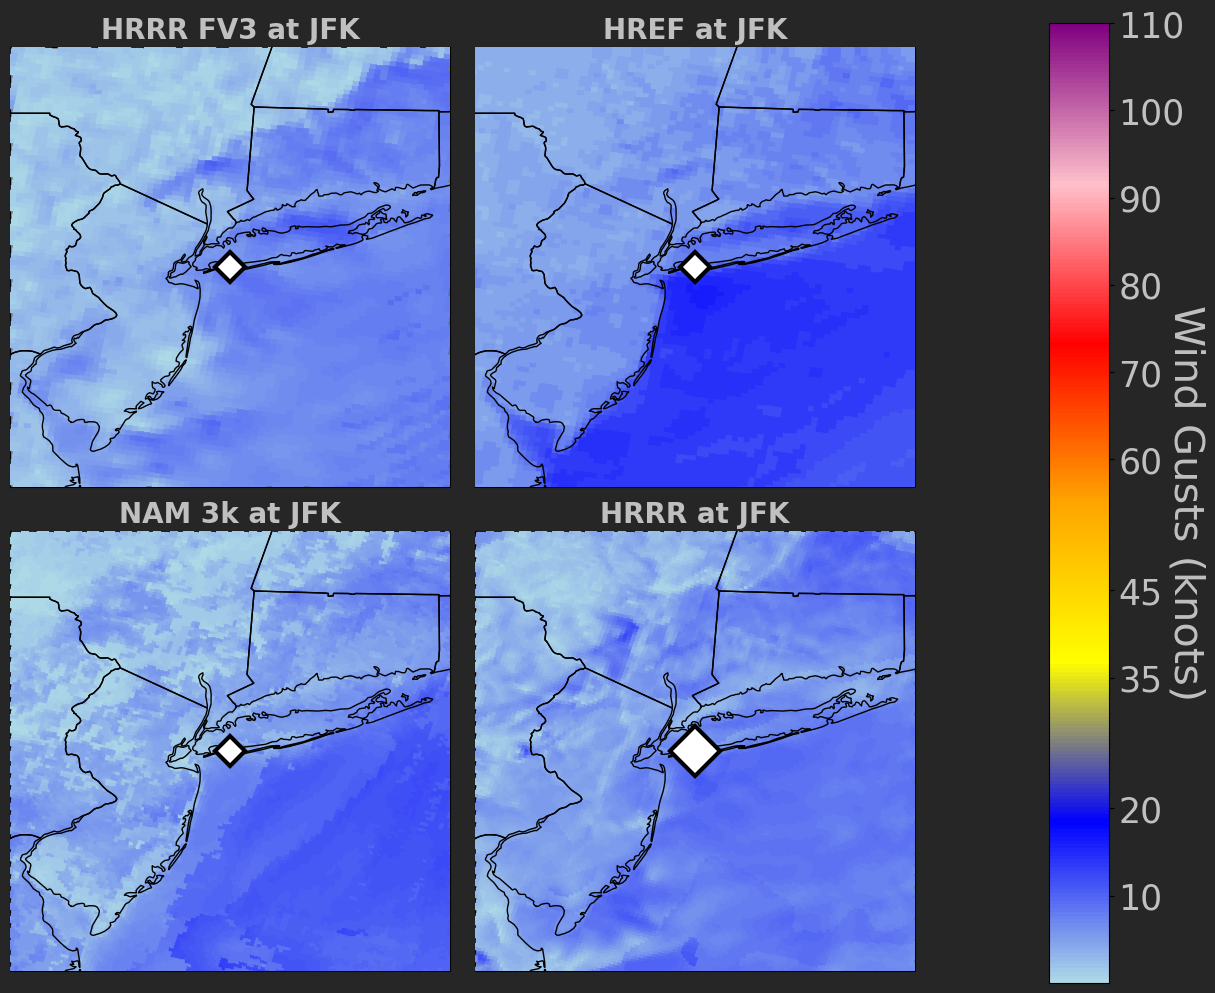 HRRR FV3 at JFK
HREF at JFK
NAM 3k at JFK
HRRR at JFK
110
100
90
80
70
60
45
35
20
10
Wind Gusts (knots)